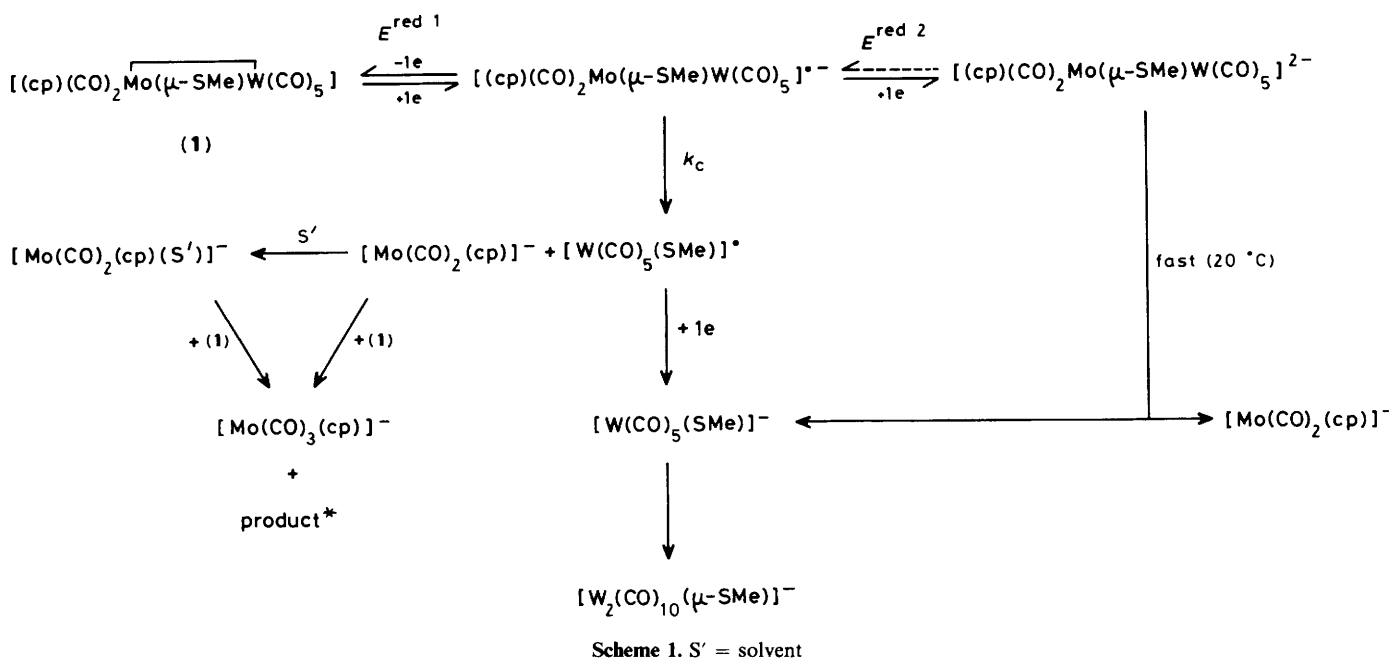 E^red 1
E^red 2
[(cp)(CO)₂Mo(μ-SMe)W(CO)₅] −1e +1e [(cp)(CO)₂Mo(μ-SMe)W(CO)₅]•⁻ +1e [(cp)(CO)₂Mo(μ-SMe)W(CO)₅]²⁻
(1)
k_c
[Mo(CO)₂(cp)(S′)]⁻ S′ [Mo(CO)₂(cp)]⁻ + [W(CO)₅(SMe)]•
fast (20 °C)
+(1) +(1) +1e
[Mo(CO)₃(cp)]⁻ [W(CO)₅(SMe)]⁻ [Mo(CO)₂(cp)]⁻
+
product*
[W₂(CO)₁₀(μ-SMe)]⁻
Scheme 1. S′ = solvent